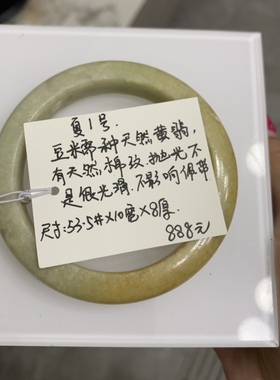 夏1号.
豆米带种天然黄翡,
有天然棉纹,抛光不
是很光滑.不影响佩带
尺寸:53.5#×10宽×8厚.
888元